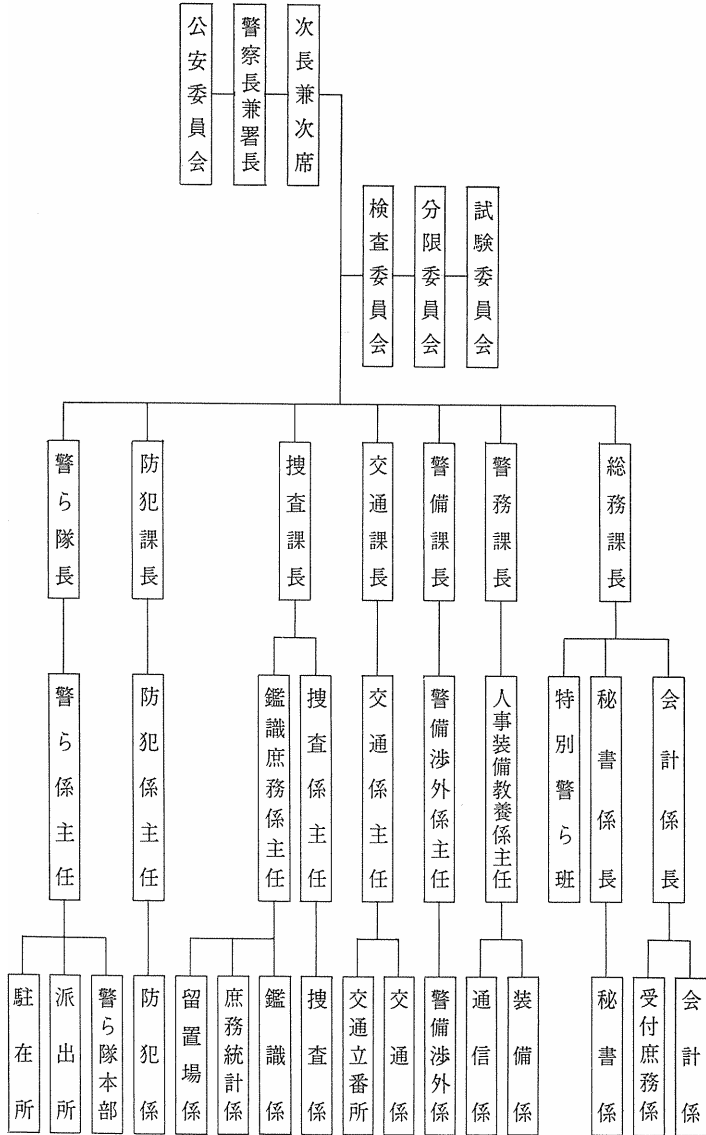 次長兼次席
警察長兼署長
公安委員会
試験委員会
分限委員会
検査委員会
総務課長
警務課長
警備課長
交通課長
捜査課長
防犯課長
警ら隊長
会計係長
秘書係長
特別警ら班
人事装備教養係主任
警備渉外係主任
交通係主任
捜査係主任
鑑識庶務係主任
防犯係主任
警ら係主任
会計係
受付庶務係
秘書係
装備係
通信係
警備渉外係
交通係
交通立番所
捜査係
鑑識係
庶務統計係
留置場係
防犯係
警ら隊本部
派出所
駐在所